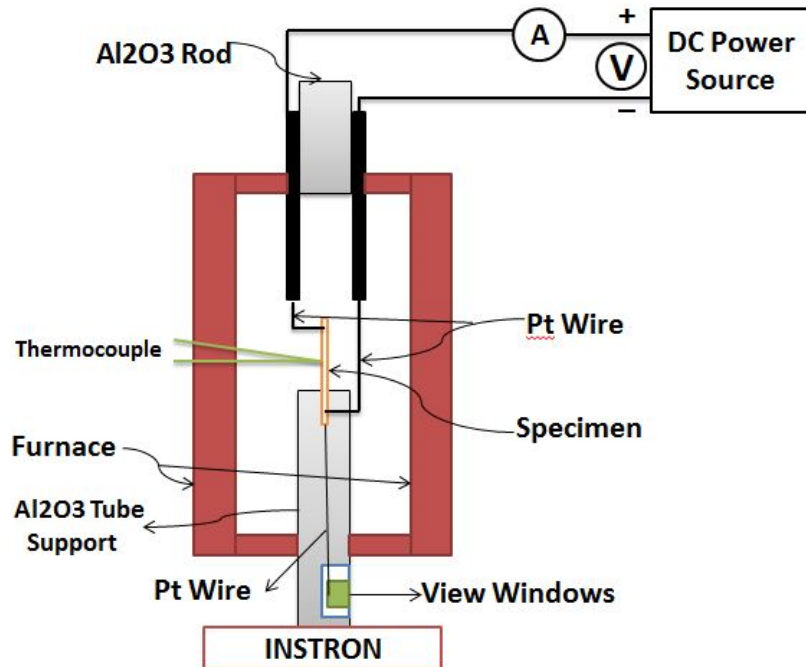 Al2O3 Rod
A
+
V
−
DC Power
Source
Thermocouple
Pt Wire
Specimen
Furnace
Al2O3 Tube
Support
Pt Wire
View Windows
INSTRON